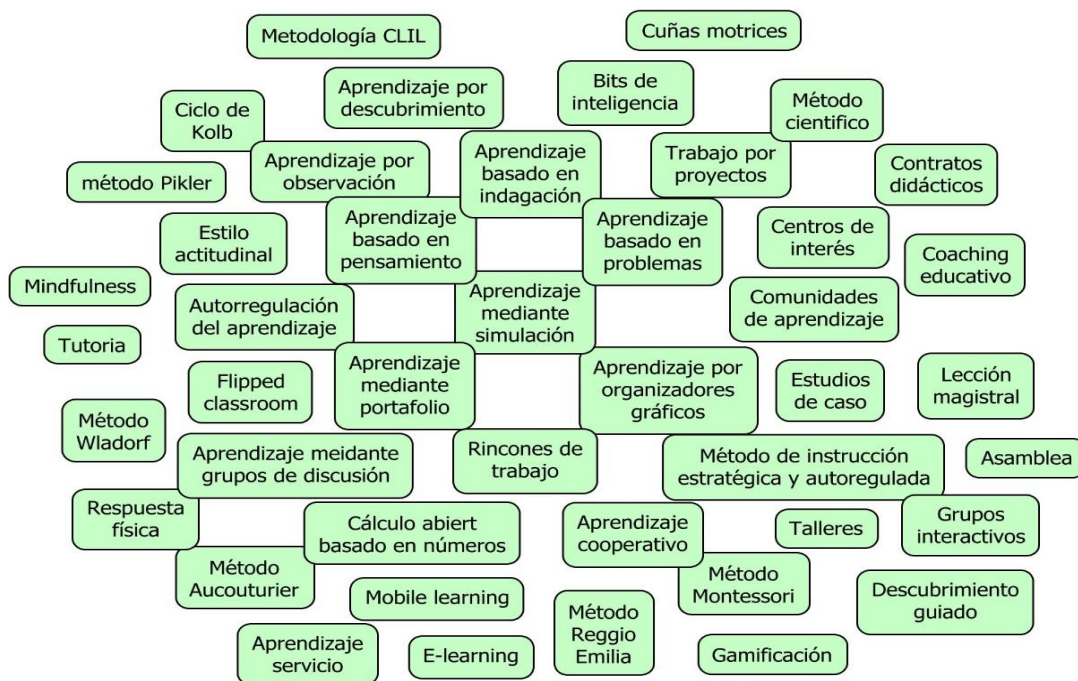 Metodología CLIL
Cuñas motrices
Aprendizaje por
descubrimiento
Bits de
inteligencia
Ciclo de
Kolb
Método
cientifico
Aprendizaje por
observación
Aprendizaje
basado en
indagación
Trabajo por
proyectos
Contratos
didácticos
método Pikler
Estilo
actitudinal
Aprendizaje
basado en
pensamiento
Aprendizaje
basado en
problemas
Centros de
interés
Coaching
educativo
Mindfulness
Autorregulación
del aprendizaje
Aprendizaje
mediante
simulación
Comunidades
de aprendizaje
Tutoria
Flipped
classroom
Aprendizaje
mediante
portafolio
Aprendizaje por
organizadores
gráficos
Estudios
de caso
Lección
magistral
Método
Wladorf
Aprendizaje meidante
grupos de discusión
Rincones de
trabajo
Método de instrucción
estratégica y autoregulada
Asamblea
Respuesta
física
Cálculo abiert
basado en números
Aprendizaje
cooperativo
Talleres
Grupos
interactivos
Método
Aucouturier
Mobile learning
Método
Montessori
Descubrimiento
guiado
Aprendizaje
servicio
E-learning
Método
Reggio
Emilia
Gamificación